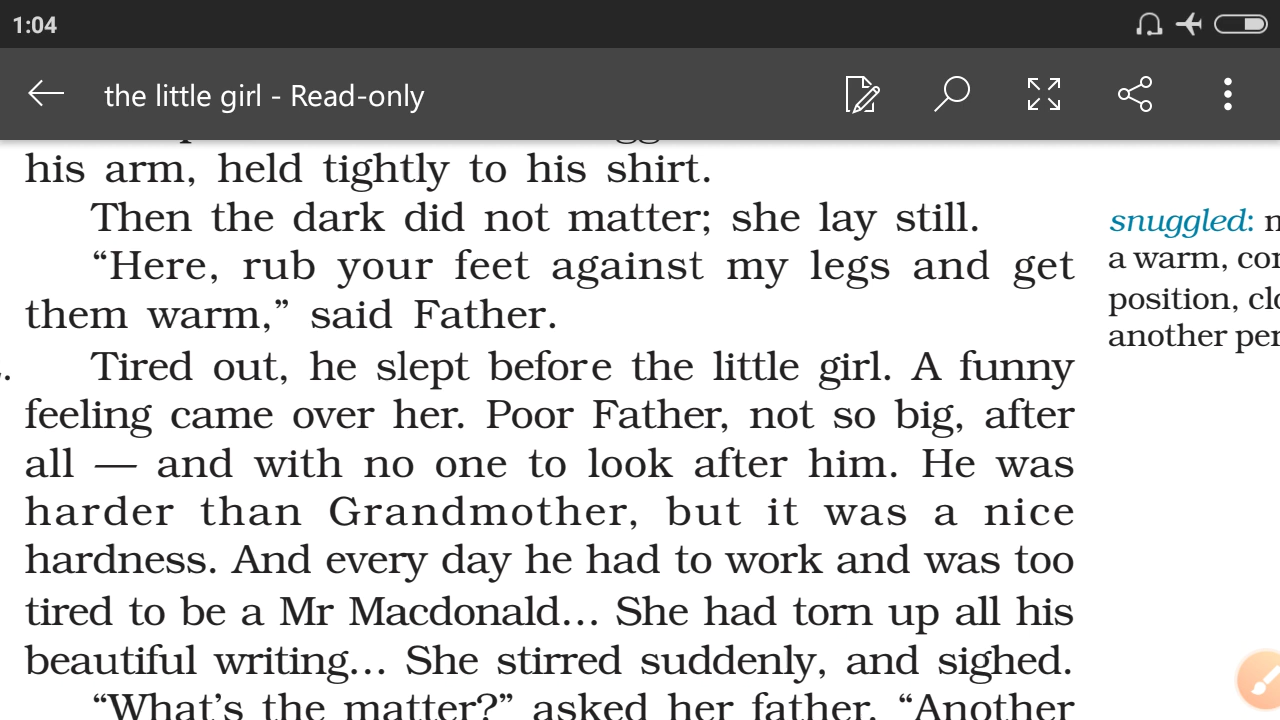 1:04
the little girl - Read-only
his arm, held tightly to his shirt.
Then the dark did not matter; she lay still.
“Here, rub your feet against my legs and get
them warm,” said Father.
Tired out, he slept before the little girl. A funny
feeling came over her. Poor Father, not so big, after
all — and with no one to look after him. He was
harder than Grandmother, but it was a nice
hardness. And every day he had to work and was too
tired to be a Mr Macdonald... She had torn up all his
beautiful writing... She stirred suddenly, and sighed.
“What’s the matter?” asked her father. “Another
snuggled:
a warm,
position,
another